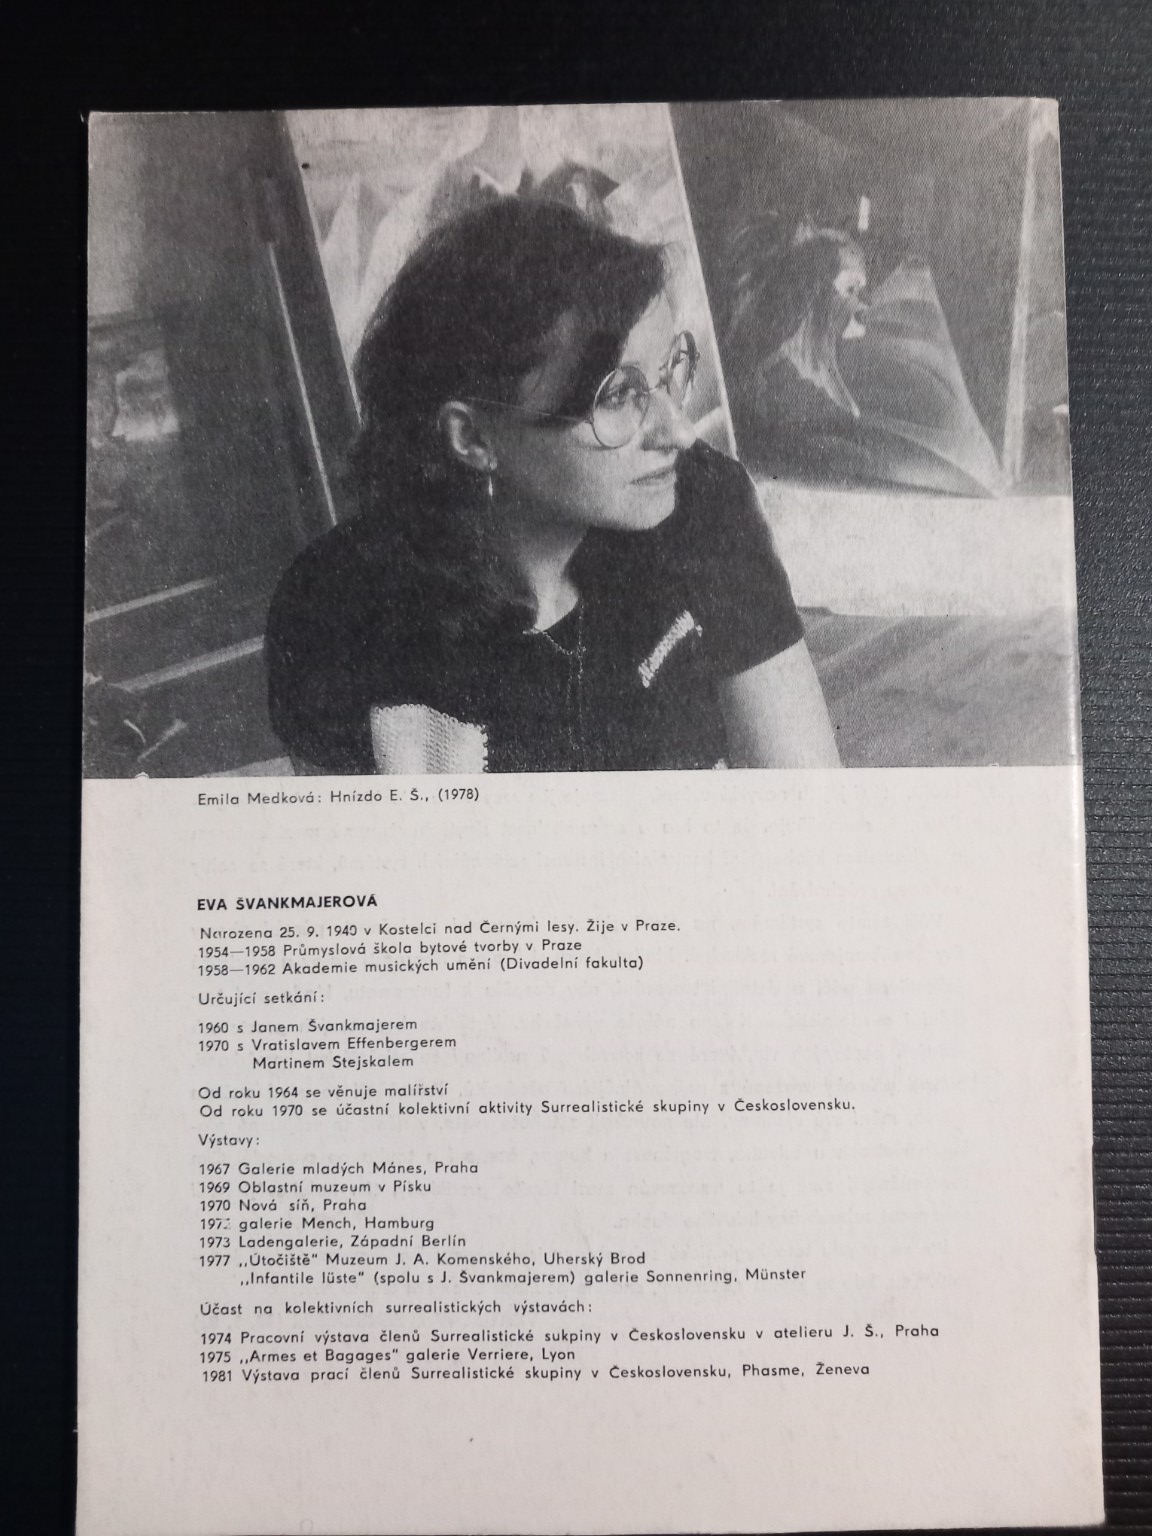 Emila Medková: Hnízdo E. Š., (1978)
EVA ŠVANKMAJEROVÁ
Narozena 25. 9. 1940 v Kostelci nad Černými lesy. Žije v Praze.
1954—1958 Průmyslová škola bytové tvorby v Praze
1958—1962 Akademie musických umění (Divadelní fakulta)
Určující setkání:
1960 s Janem Švankmajerem
1970 s Vratislavem Effenbergerem
Martinem Stejskalem
Od roku 1964 se věnuje malířství
Od roku 1970 se účastní kolektivní aktivity Surrealistické skupiny v Československu.
Výstavy:
1967 Galerie mladých Mánes, Praha
1969 Oblastní muzeum v Písku
1970 Nová síň, Praha
galerie Mench, Hamburg
1973 Ladengalerie, Západní Berlín
1977 „Útočiště“ Muzeum J. A. Komenského, Uherský Brod
„Infantile lüste“ (spolu s J. Švankmajerem) galerie Sonnenring, Münster
Účast na kolektivních surrealistických výstavách:
1974 Pracovní výstava členů Surrealistické sukpiny v Československu v atelieru J. Š., Praha
1975 „Armes et Bagages“ galerie Verriere, Lyon
1981 Výstava prací členů Surrealistické skupiny v Československu, Phasme, Ženeva